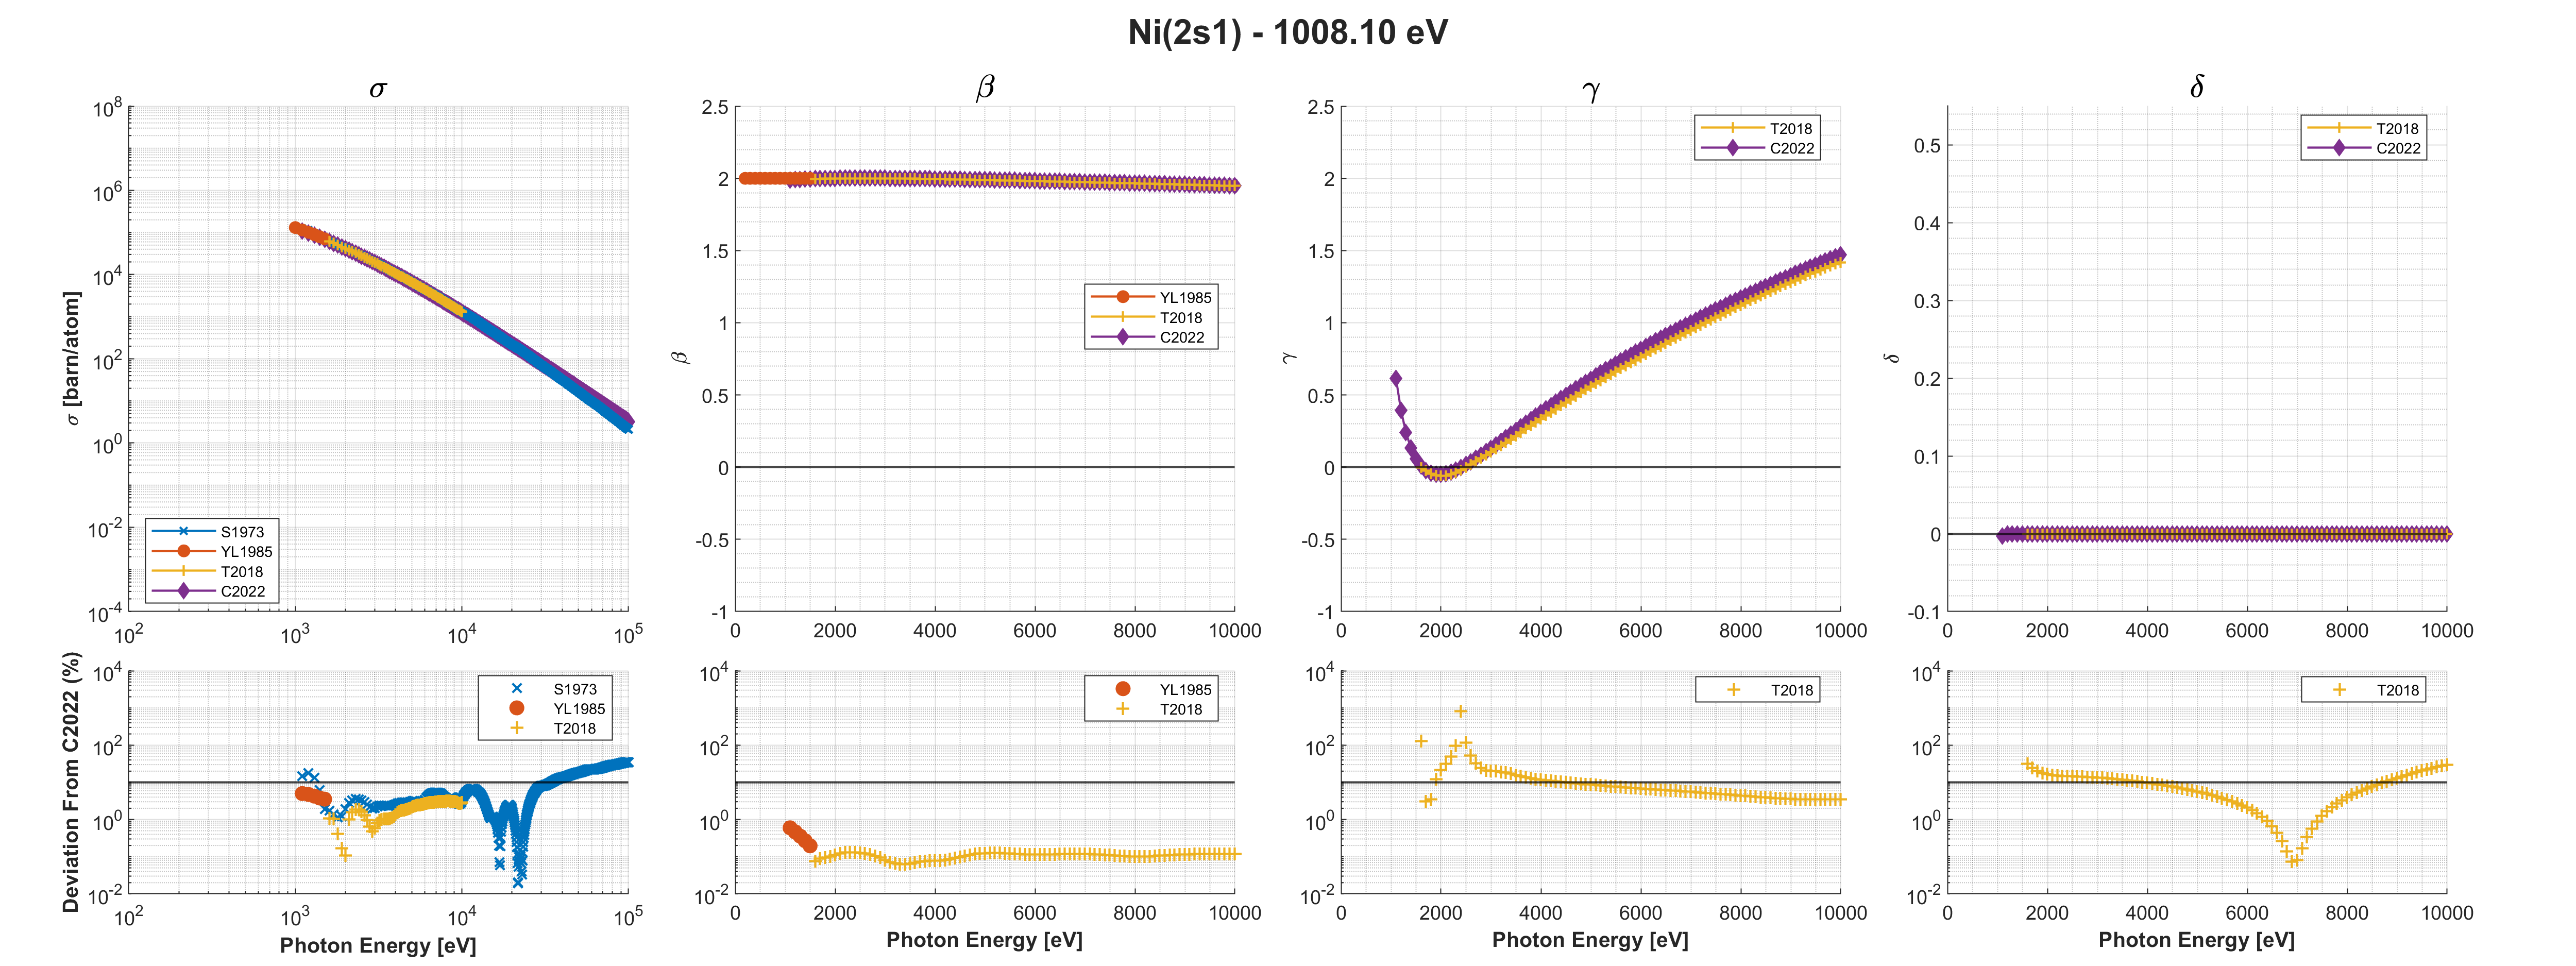 Ni(2s1) - 1008.10 eV
σ
10^8
10^6
10^4
10^2
10^0
10^-2
10^-4
10^2
10^3
10^4
10^5
σ [barn/atom]
S1973
YL1985
T2018
C2022
β
2.5
2
1.5
1
0.5
0
-0.5
-1
0
2000
4000
6000
8000
10000
β
YL1985
T2018
C2022
γ
2.5
2
1.5
1
0.5
0
-0.5
-1
0
2000
4000
6000
8000
10000
γ
T2018
C2022
δ
0.5
0.4
0.3
0.2
0.1
0
-0.1
0
2000
4000
6000
8000
10000
δ
T2018
C2022
10^4
10^2
10^0
10^-2
10^2
10^3
10^4
10^5
Deviation From C2022 (%)
Photon Energy [eV]
S1973
YL1985
T2018
10^4
10^2
10^0
10^-2
0
2000
4000
6000
8000
10000
Photon Energy [eV]
YL1985
T2018
10^4
10^2
10^0
10^-2
0
2000
4000
6000
8000
10000
Photon Energy [eV]
T2018
10^4
10^2
10^0
10^-2
0
2000
4000
6000
8000
10000
Photon Energy [eV]
T2018